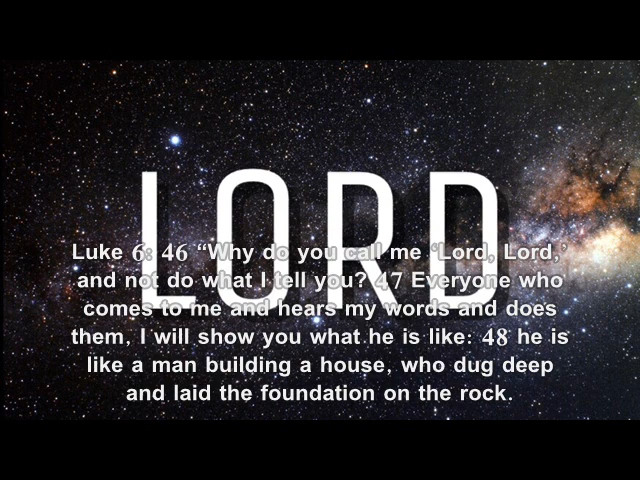 LORD
Luke 6: 46 “Why do you call me ‘Lord, Lord,’
and not do what I tell you? 47 Everyone who
comes to me and hears my words and does
them, I will show you what he is like: 48 he is
like a man building a house, who dug deep
and laid the foundation on the rock.